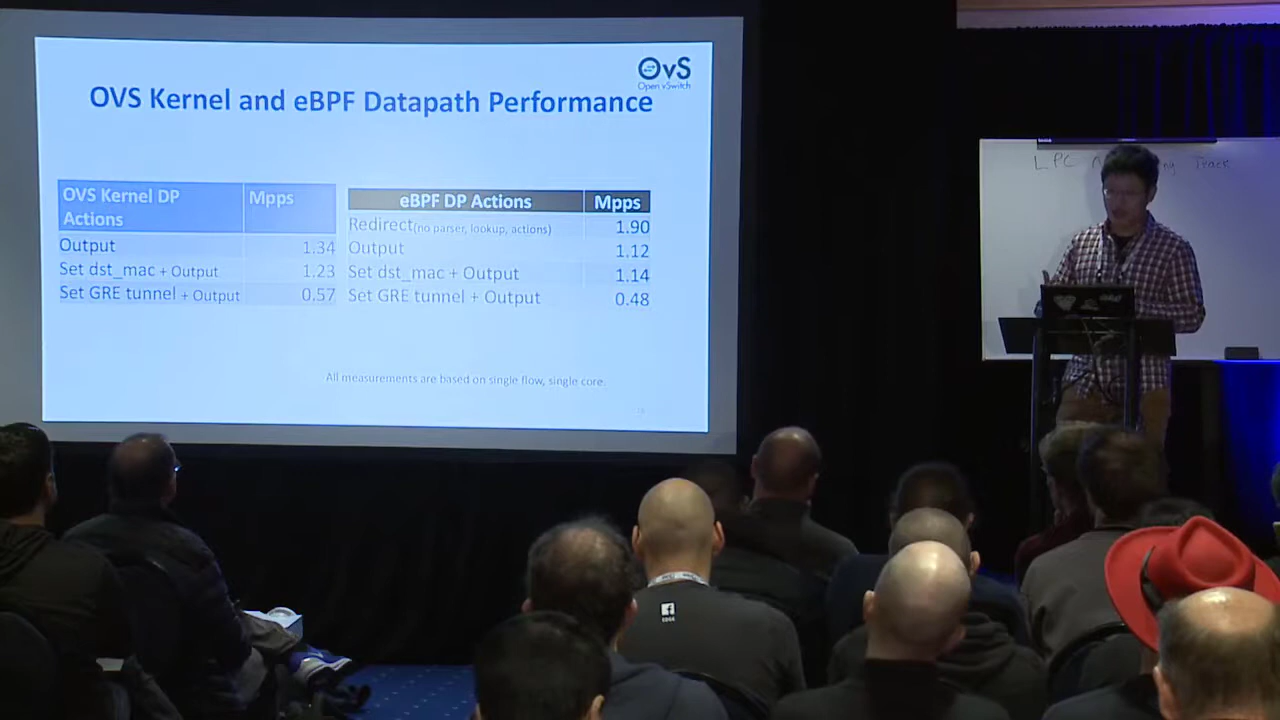 OvS
Open vSwitch
OVS Kernel and eBPF Datapath Performance
OVS Kernel DP Actions Mpps
Output 1.34
Set dst_mac + Output 1.23
Set GRE tunnel + Output 0.57
eBPF DP Actions Mpps
Redirect(no parser, lookup, actions) 1.90
Output 1.12
Set dst_mac + Output 1.14
Set GRE tunnel + Output 0.48
All measurements are based on single flow, single core.
LPC
Track
f
EDGE